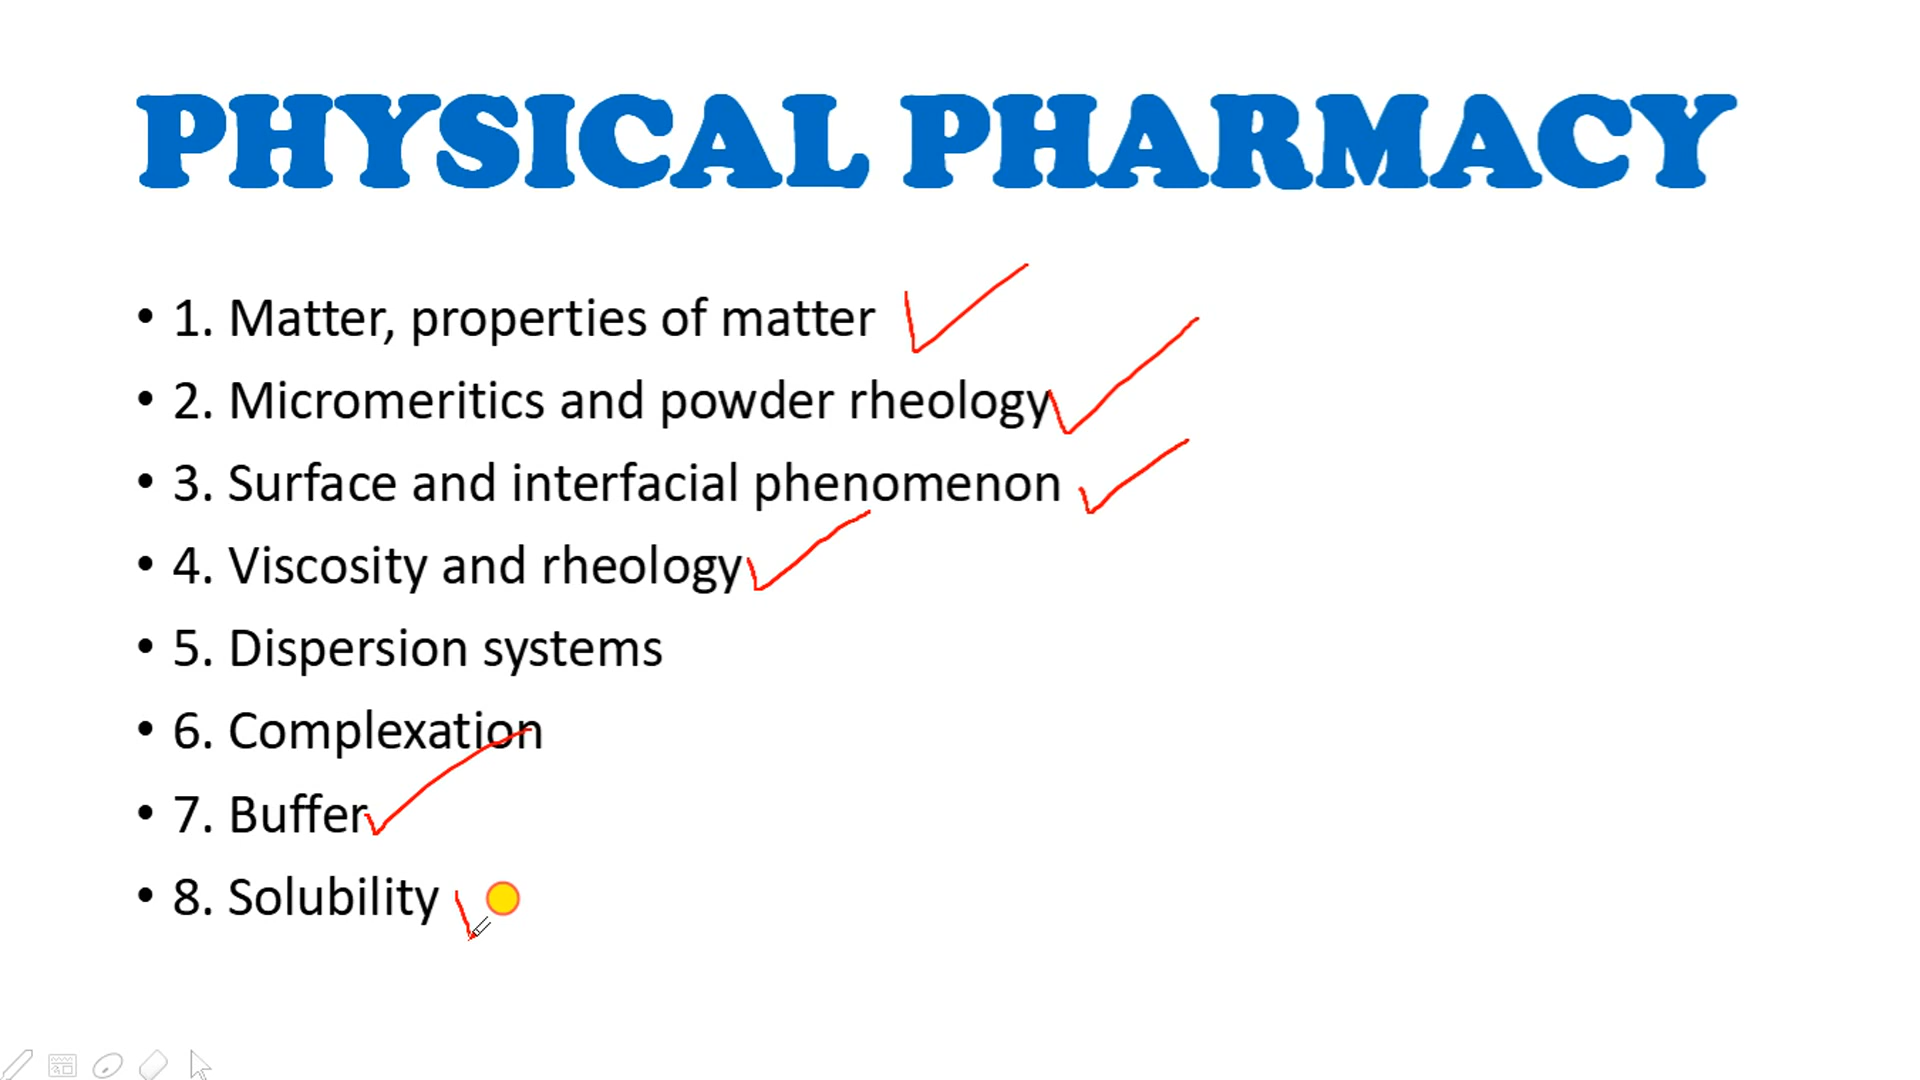 PHYSICAL PHARMACY
• 1. Matter, properties of matter
• 2. Micromeritics and powder rheology
• 3. Surface and interfacial phenomenon
• 4. Viscosity and rheology
• 5. Dispersion systems
• 6. Complexation
• 7. Buffer
• 8. Solubility